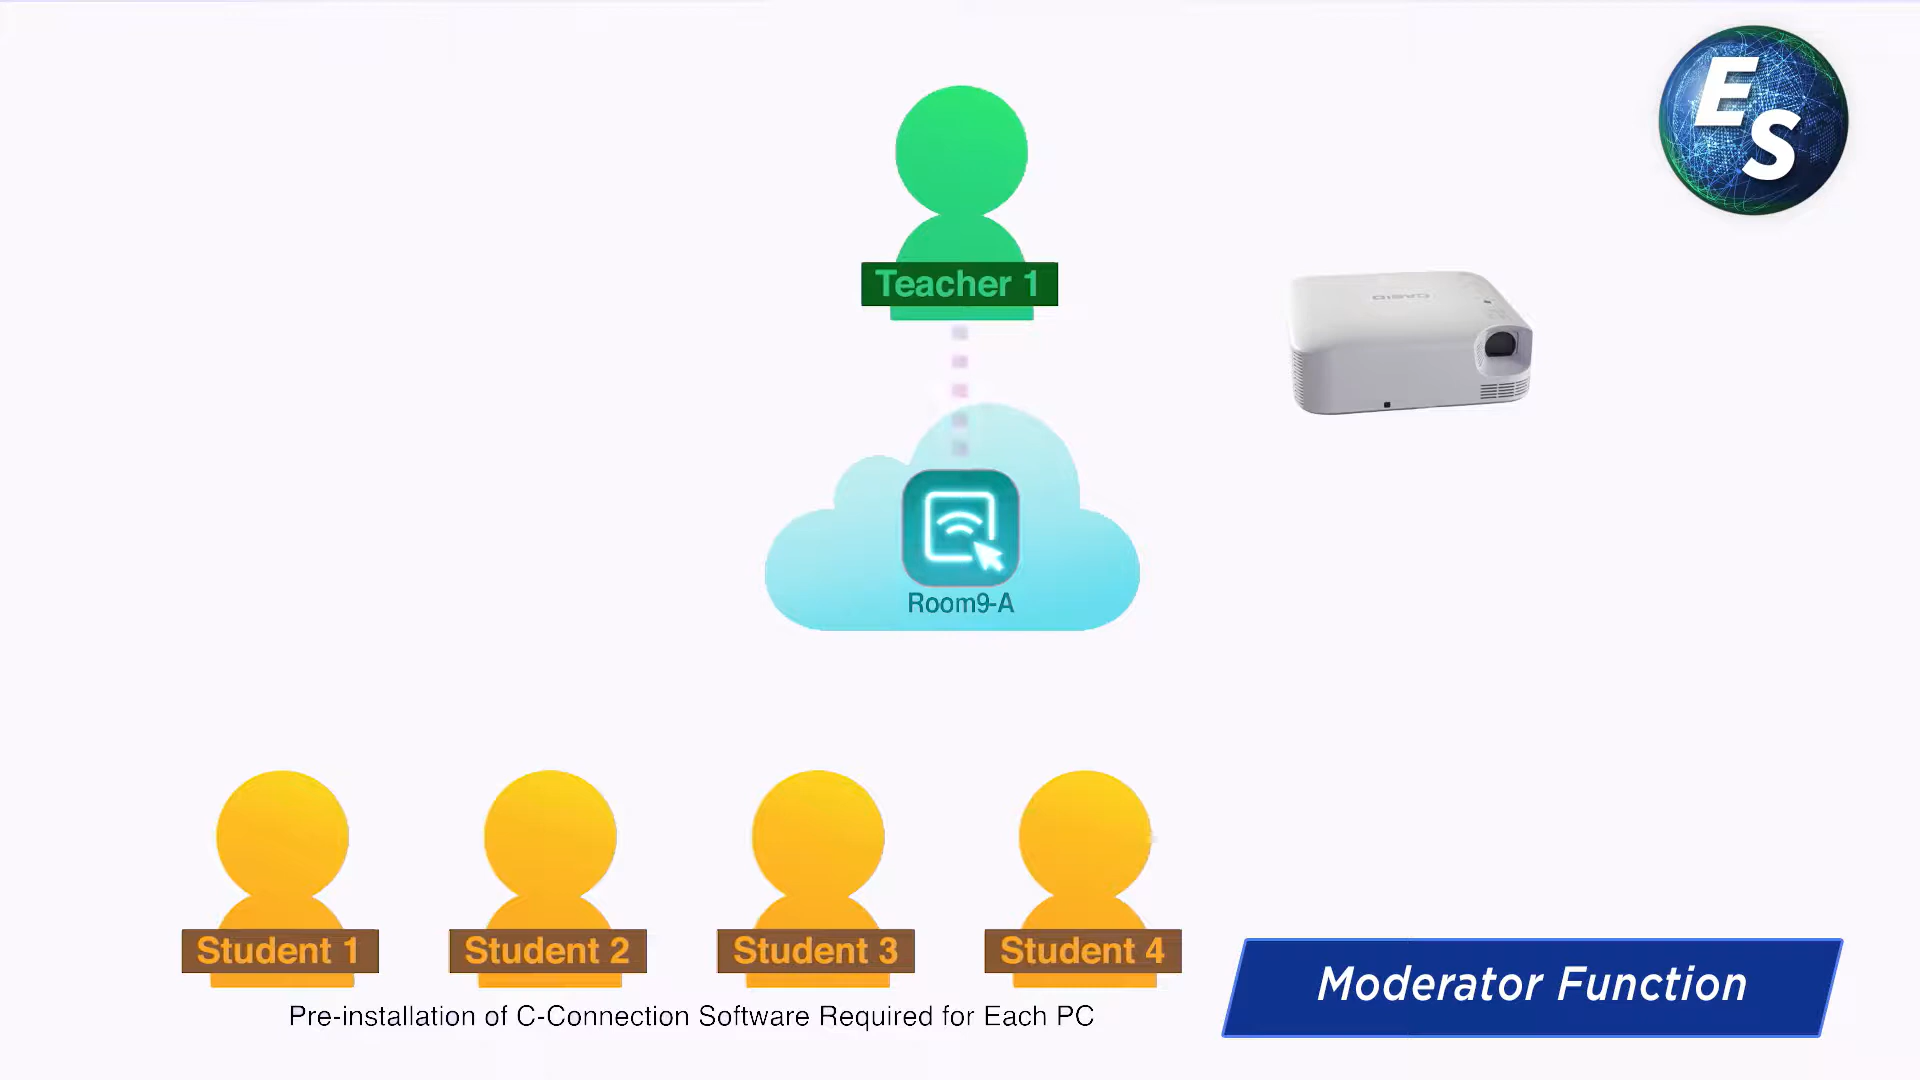 E
S
Teacher 1
CASIO
Room9-A
Student 1
Student 2
Student 3
Student 4
Pre-installation of C-Connection Software Required for Each PC
Moderator Function